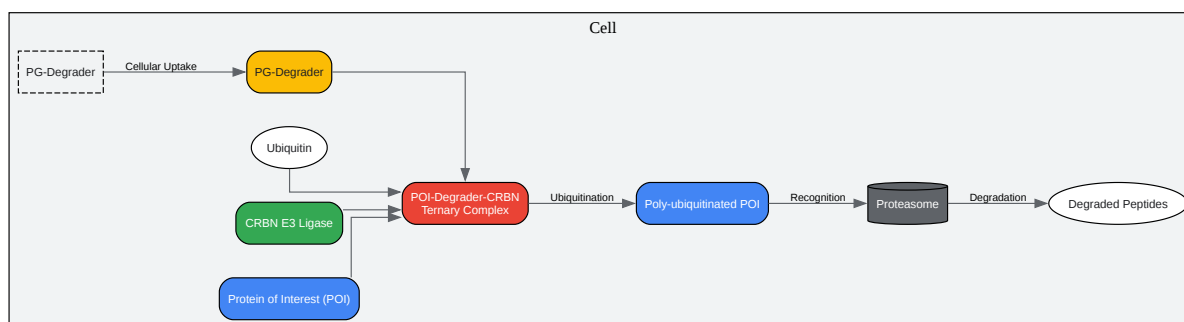 Cell
PG-Degrader
Cellular Uptake
PG-Degrader
Ubiquitin
CRBN E3 Ligase
Protein of Interest (POI)
POI-Degrader-CRBN
Ternary Complex
Ubiquitination
Poly-ubiquitinated POI
Recognition
Proteasome
Degradation
Degraded Peptides